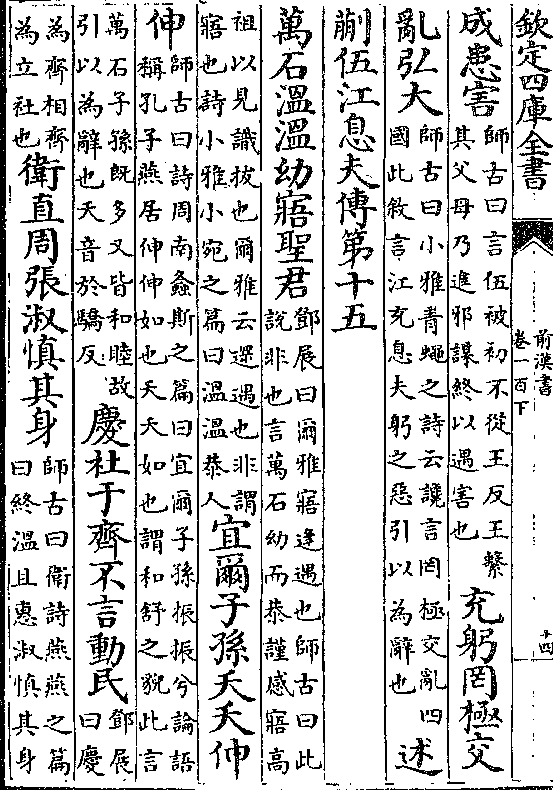 欽定四庫全書
前漢書
卷一百下
十四
成患害師古曰言伍被初不從王反王繫其父母乃進邪謀終以遇害也充躬罔極交
亂弘大師古曰小雅青蠅之詩云讒言罔極交亂四國此敘言江充息夫躬之惡引以為辭也述
蒯伍江息夫傳第十五
萬石溫溫幼寤聖君鄧展曰爾雅寤逢遇也師古曰此說非也言萬石幼而恭謹感寤高
祖以見識拔也爾雅云遻遇也非謂寤也詩小雅小宛之篇曰溫溫恭人宜爾子孫夭夭伸
伸師古曰詩周南螽斯之篇曰宜爾子孫振振兮論語稱孔子燕居伸伸如也夭夭如也謂和舒之貌此言
萬石子孫既多又皆和睦故引以為辭也夭音於驕反慶社于齊不言動民鄧展曰慶
為齊相齊為立社也衛直周張淑慎其身師古曰衛詩燕燕之篇曰終溫且惠淑慎其身